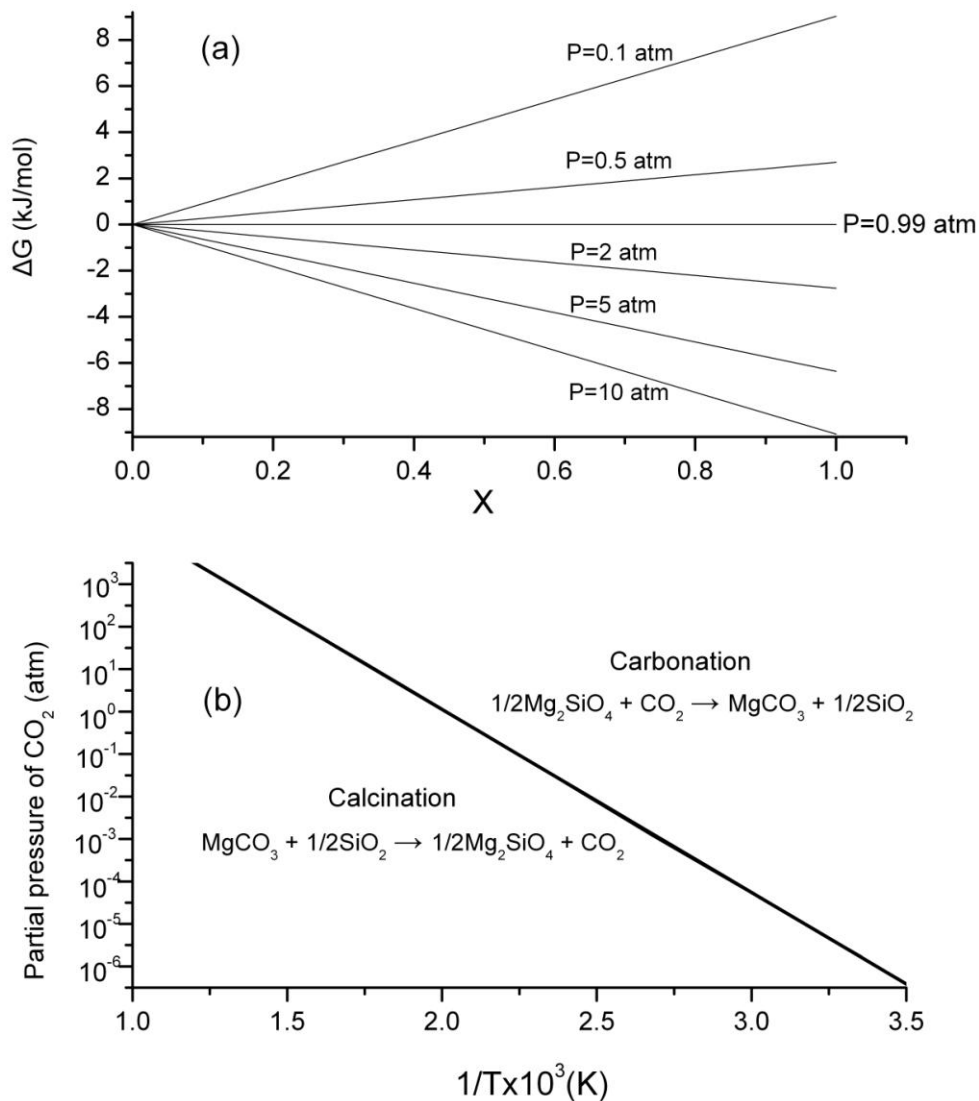 (a)
ΔG (kJ/mol)
8
6
4
2
0
-2
-4
-6
-8
P=0.1 atm
P=0.5 atm
P=0.99 atm
P=2 atm
P=5 atm
P=10 atm
0.0 0.2 0.4 0.6 0.8 1.0
X
(b)
Partial pressure of CO₂ (atm)
10³
10²
10¹
10⁰
10⁻¹
10⁻²
10⁻³
10⁻⁴
10⁻⁵
10⁻⁶
Carbonation
1/2Mg₂SiO₄ + CO₂ → MgCO₃ + 1/2SiO₂
Calcination
MgCO₃ + 1/2SiO₂ → 1/2Mg₂SiO₄ + CO₂
1.0 1.5 2.0 2.5 3.0 3.5
1/Tx10³(K)